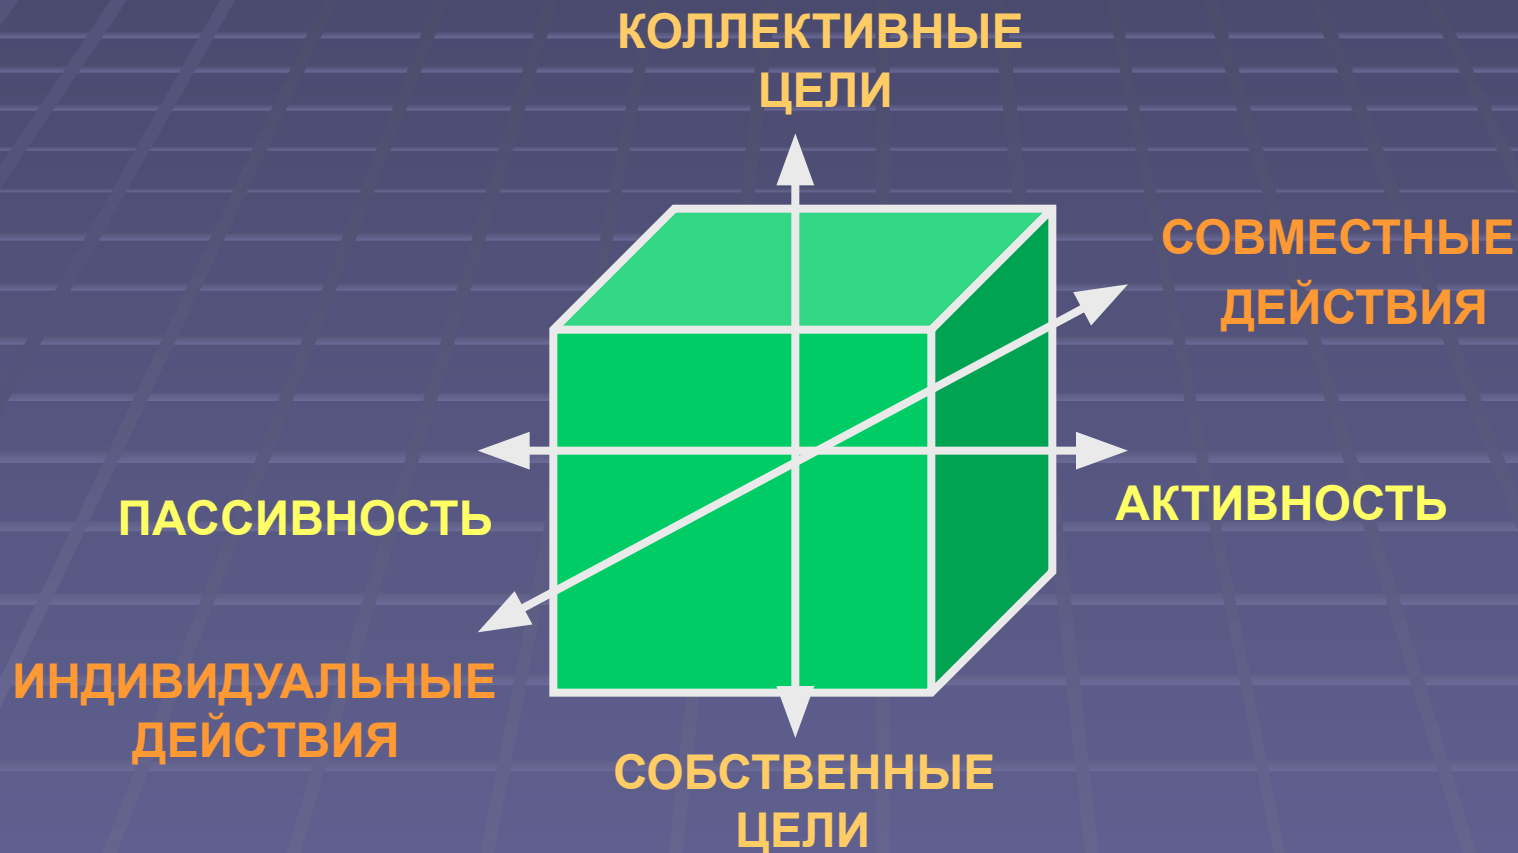 КОЛЛЕКТИВНЫЕ
ЦЕЛИ
СОВМЕСТНЫЕ
ДЕЙСТВИЯ
ПАССИВНОСТЬ
АКТИВНОСТЬ
ИНДИВИДУАЛЬНЫЕ
ДЕЙСТВИЯ
СОБСТВЕННЫЕ
ЦЕЛИ